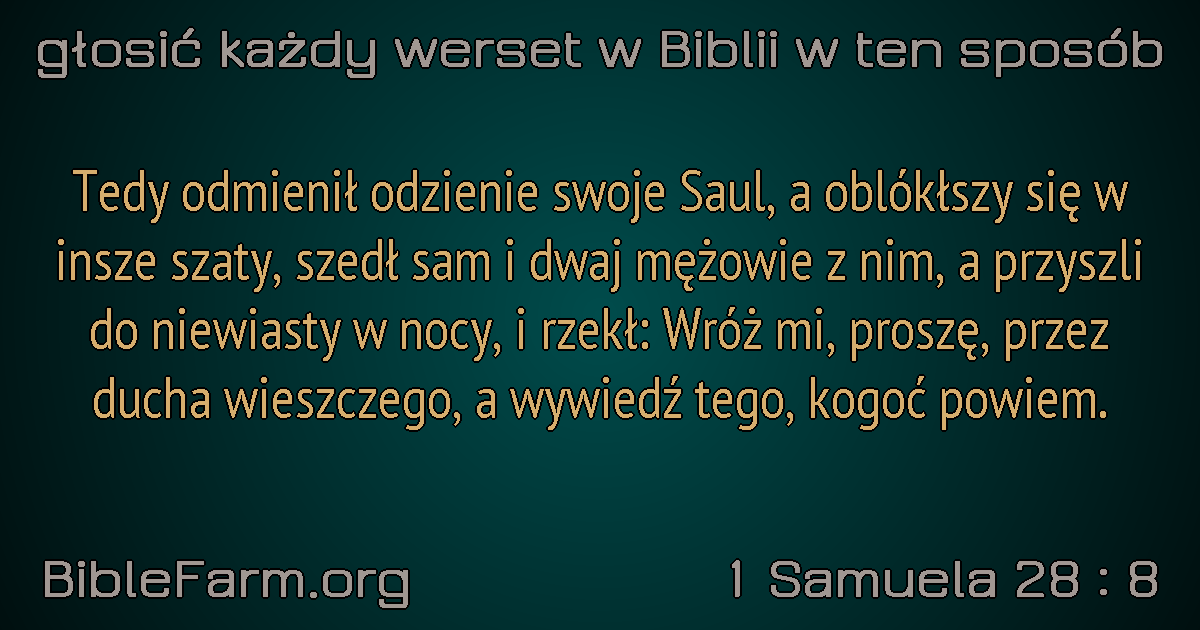 głosić każdy werset w Biblii w ten sposób
Tedy odmienił odzienie swoje Saul, a oblókłszy się w
insze szaty, szedł sam i dwaj mężowie z nim, a przyszli
do niewiasty w nocy, i rzekł: Wróż mi, proszę, przez
ducha wieszczego, a wywiedź tego, kogoć powiem.
BibleFarm.org
1 Samuela 28 : 8